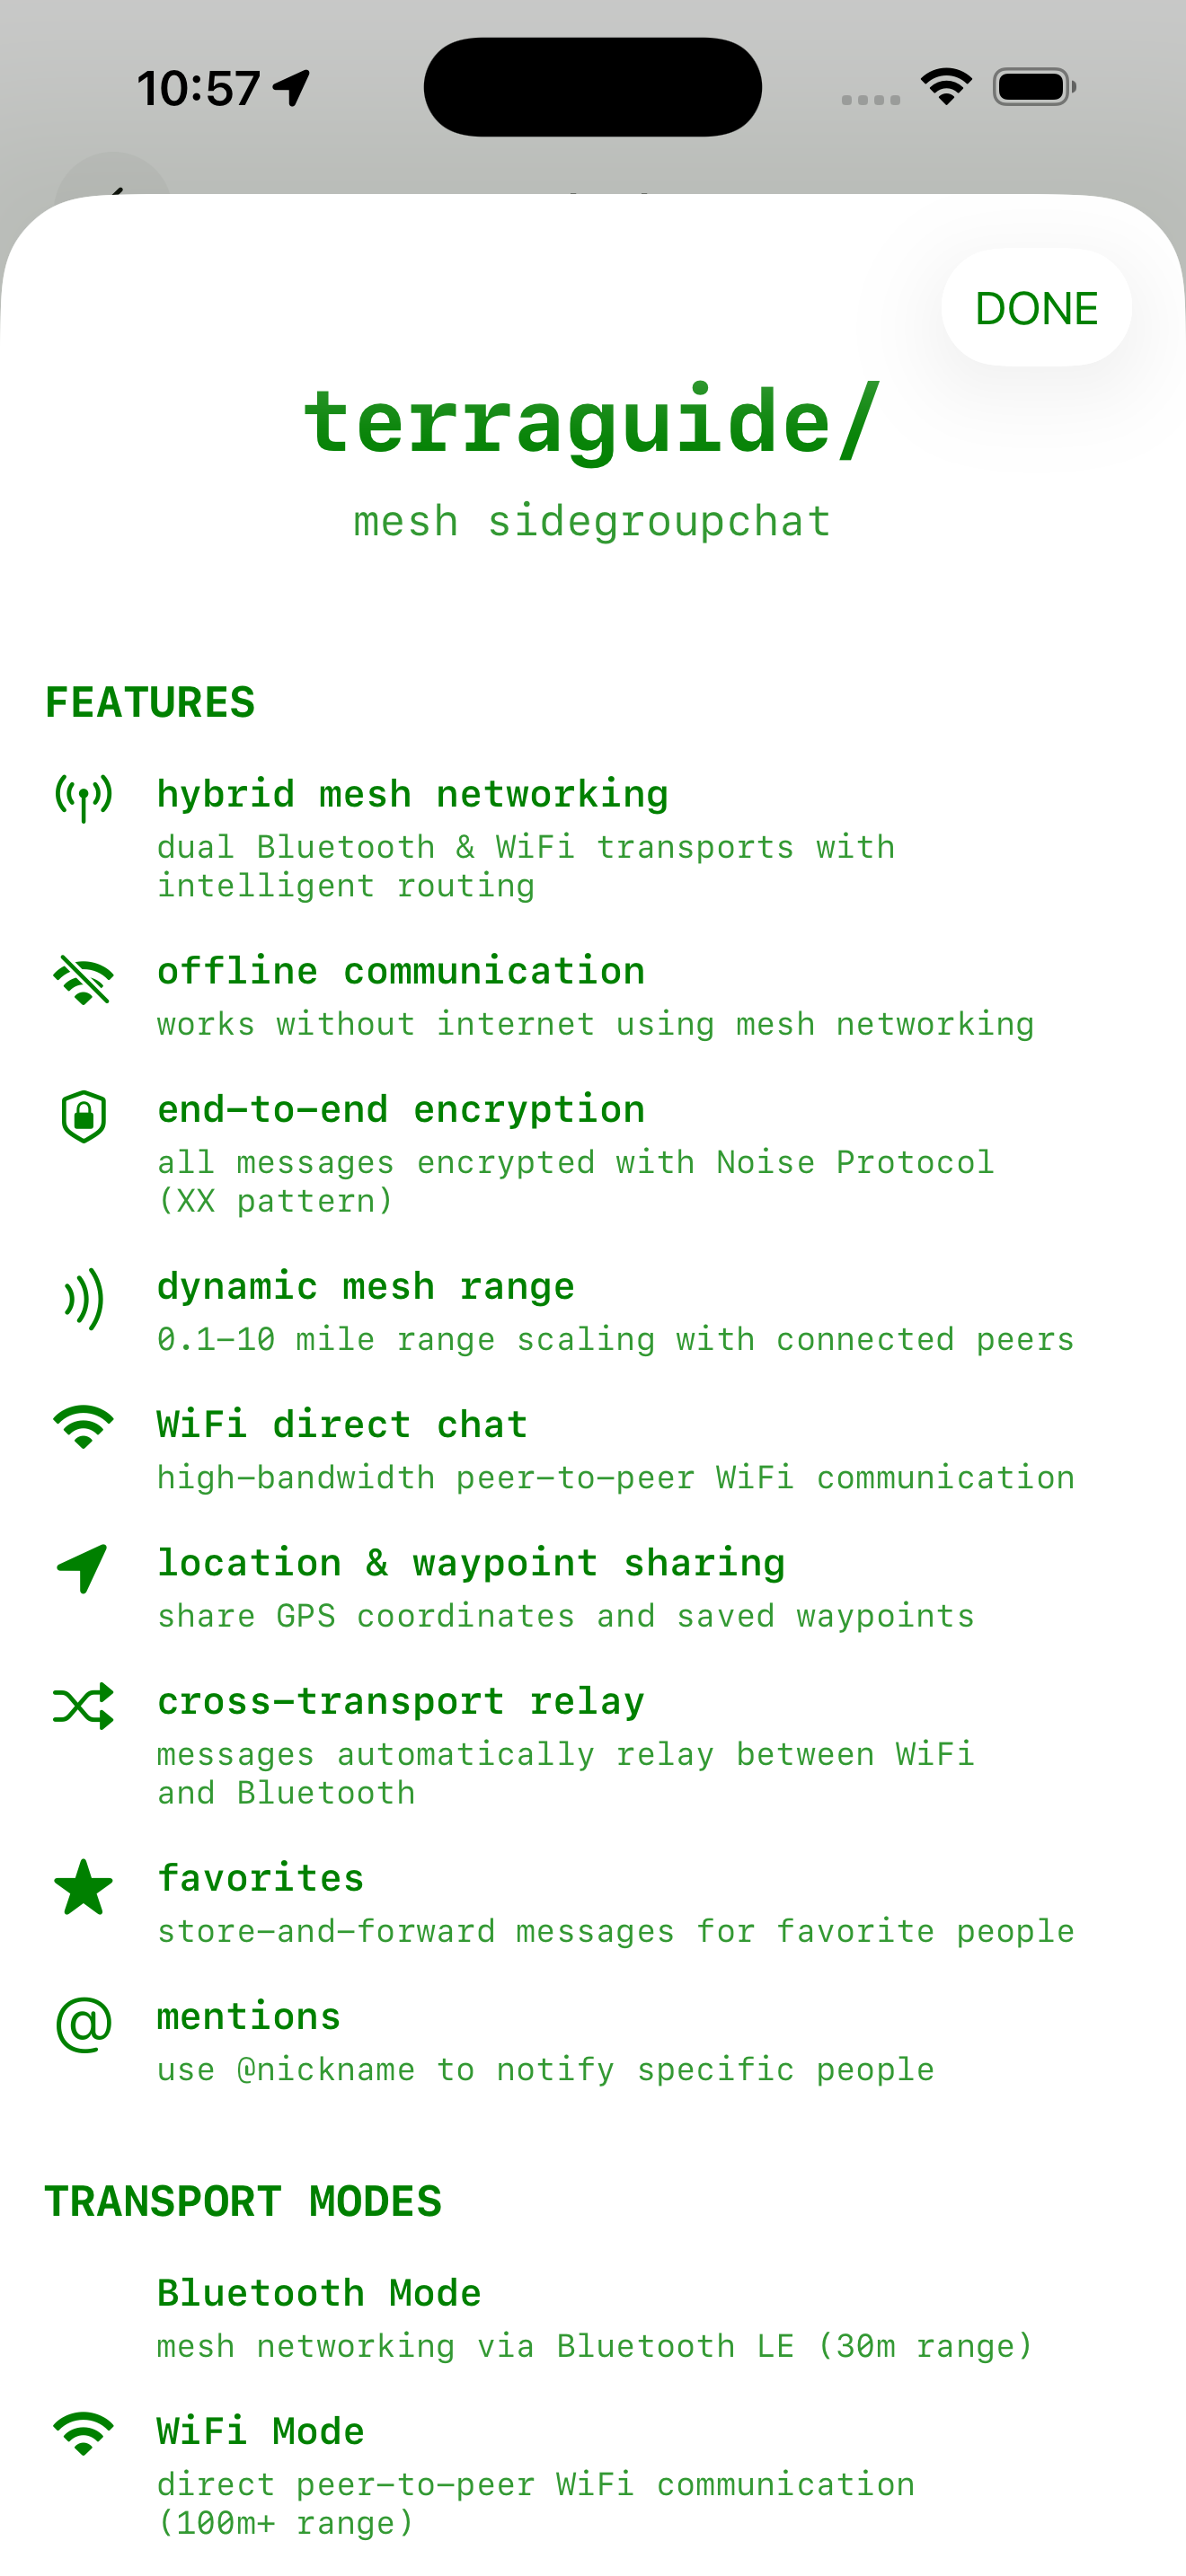 10:57
DONE
terraguide/
mesh sidegroupchat
FEATURES
hybrid mesh networking
dual Bluetooth & WiFi transports with
intelligent routing
offline communication
works without internet using mesh networking
end-to-end encryption
all messages encrypted with Noise Protocol
(XX pattern)
dynamic mesh range
0.1-10 mile range scaling with connected peers
WiFi direct chat
high-bandwidth peer-to-peer WiFi communication
location & waypoint sharing
share GPS coordinates and saved waypoints
cross-transport relay
messages automatically relay between WiFi
and Bluetooth
favorites
store-and-forward messages for favorite people
@ mentions
use @nickname to notify specific people
TRANSPORT MODES
Bluetooth Mode
mesh networking via Bluetooth LE (30m range)
WiFi Mode
direct peer-to-peer WiFi communication
(100m+ range)